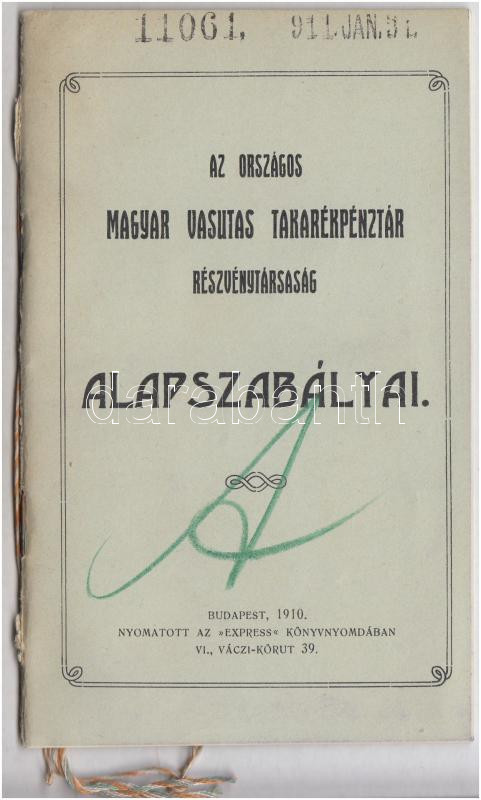 11061, 911.JAN.31.
AZ ORSZÁGOS
MAGYAR VASUTAS TAKARÉKPÉNZTÁR
RÉSZVÉNYTÁRSASÁG
ALAPSZABÁLYAI.
darabanth
A
BUDAPEST, 1910.
NYOMATOTT AZ »EXPRESS« KÖNYVNYOMDÁBAN
VI., VÁCZI-KÖRUT 39.